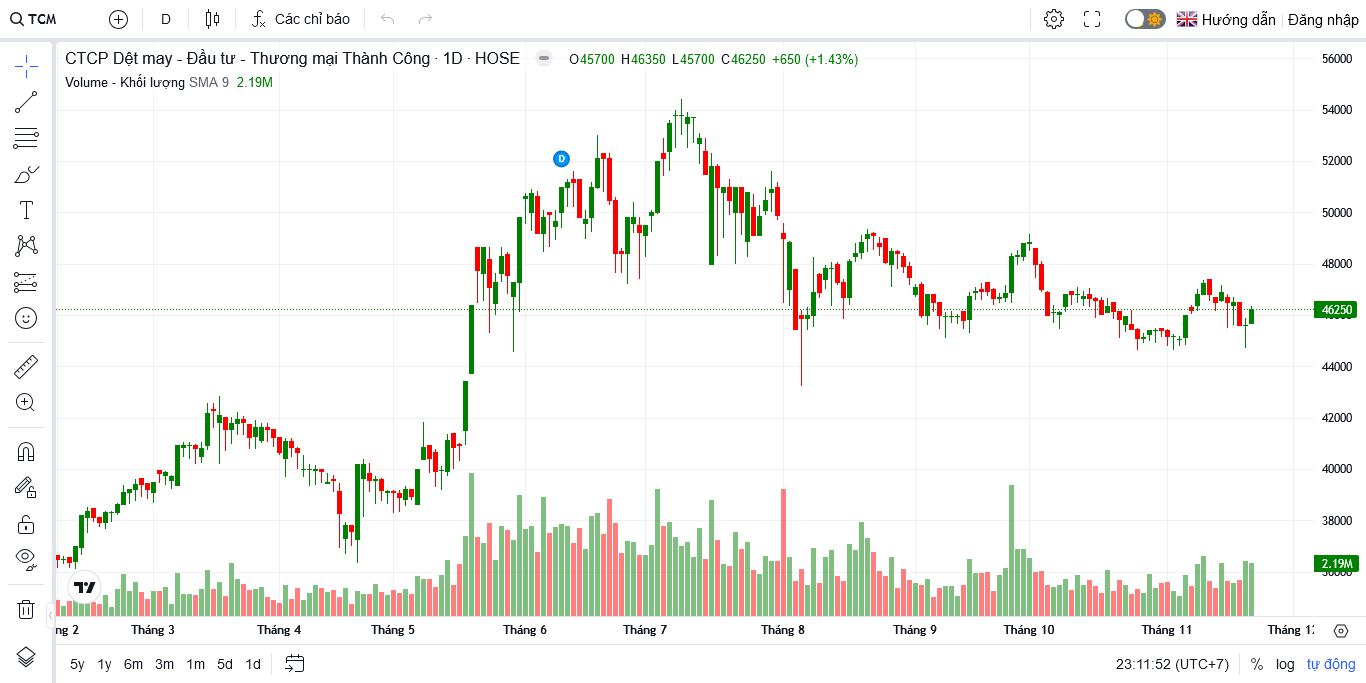 TCM D Các chỉ báo Hướng dẫn Đăng nhập
CTCP Dệt may - Đầu tư - Thương mại Thành Công · 1D · HOSE O45700 H46350 L45700 C46250 +650 (+1.43%)
Volume - Khối lượng SMA 9 2.19M
D
56000
54000
52000
50000
48000
46250
44000
42000
40000
38000
2.19M
ng 2 Tháng 3 Tháng 4 Tháng 5 Tháng 6 Tháng 7 Tháng 8 Tháng 9 Tháng 10 Tháng 11 Tháng 1
5y 1y 6m 3m 1m 5d 1d 23:11:52 (UTC+7) % log tự động